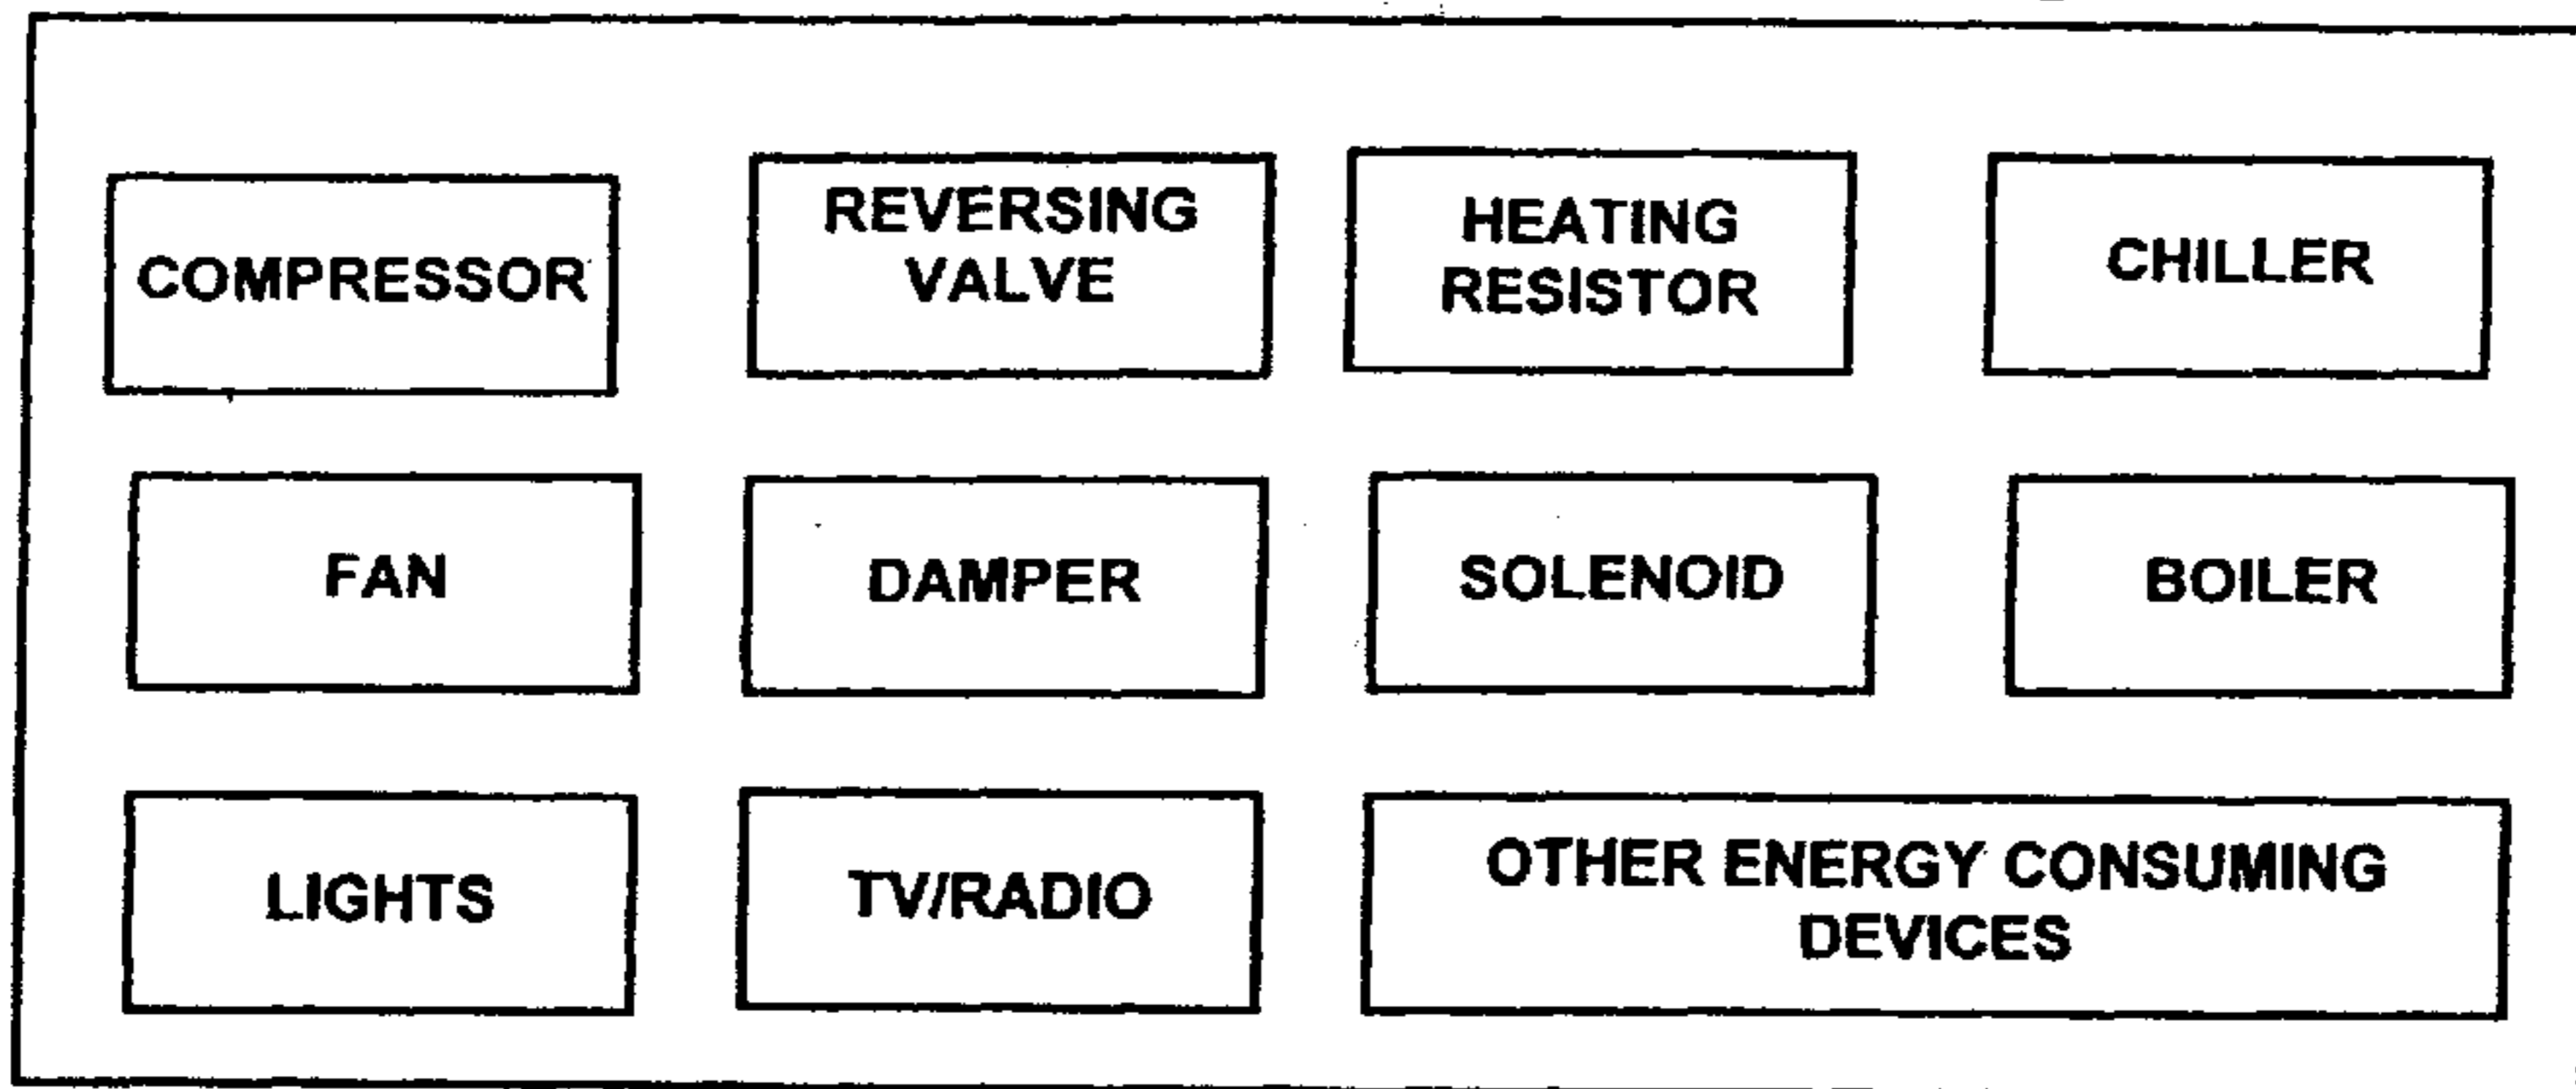 COMPRESSOR
REVERSING
VALVE
HEATING
RESISTOR
CHILLER
FAN
DAMPER
SOLENOID
BOILER
LIGHTS
TV/RADIO
OTHER ENERGY CONSUMING
DEVICES